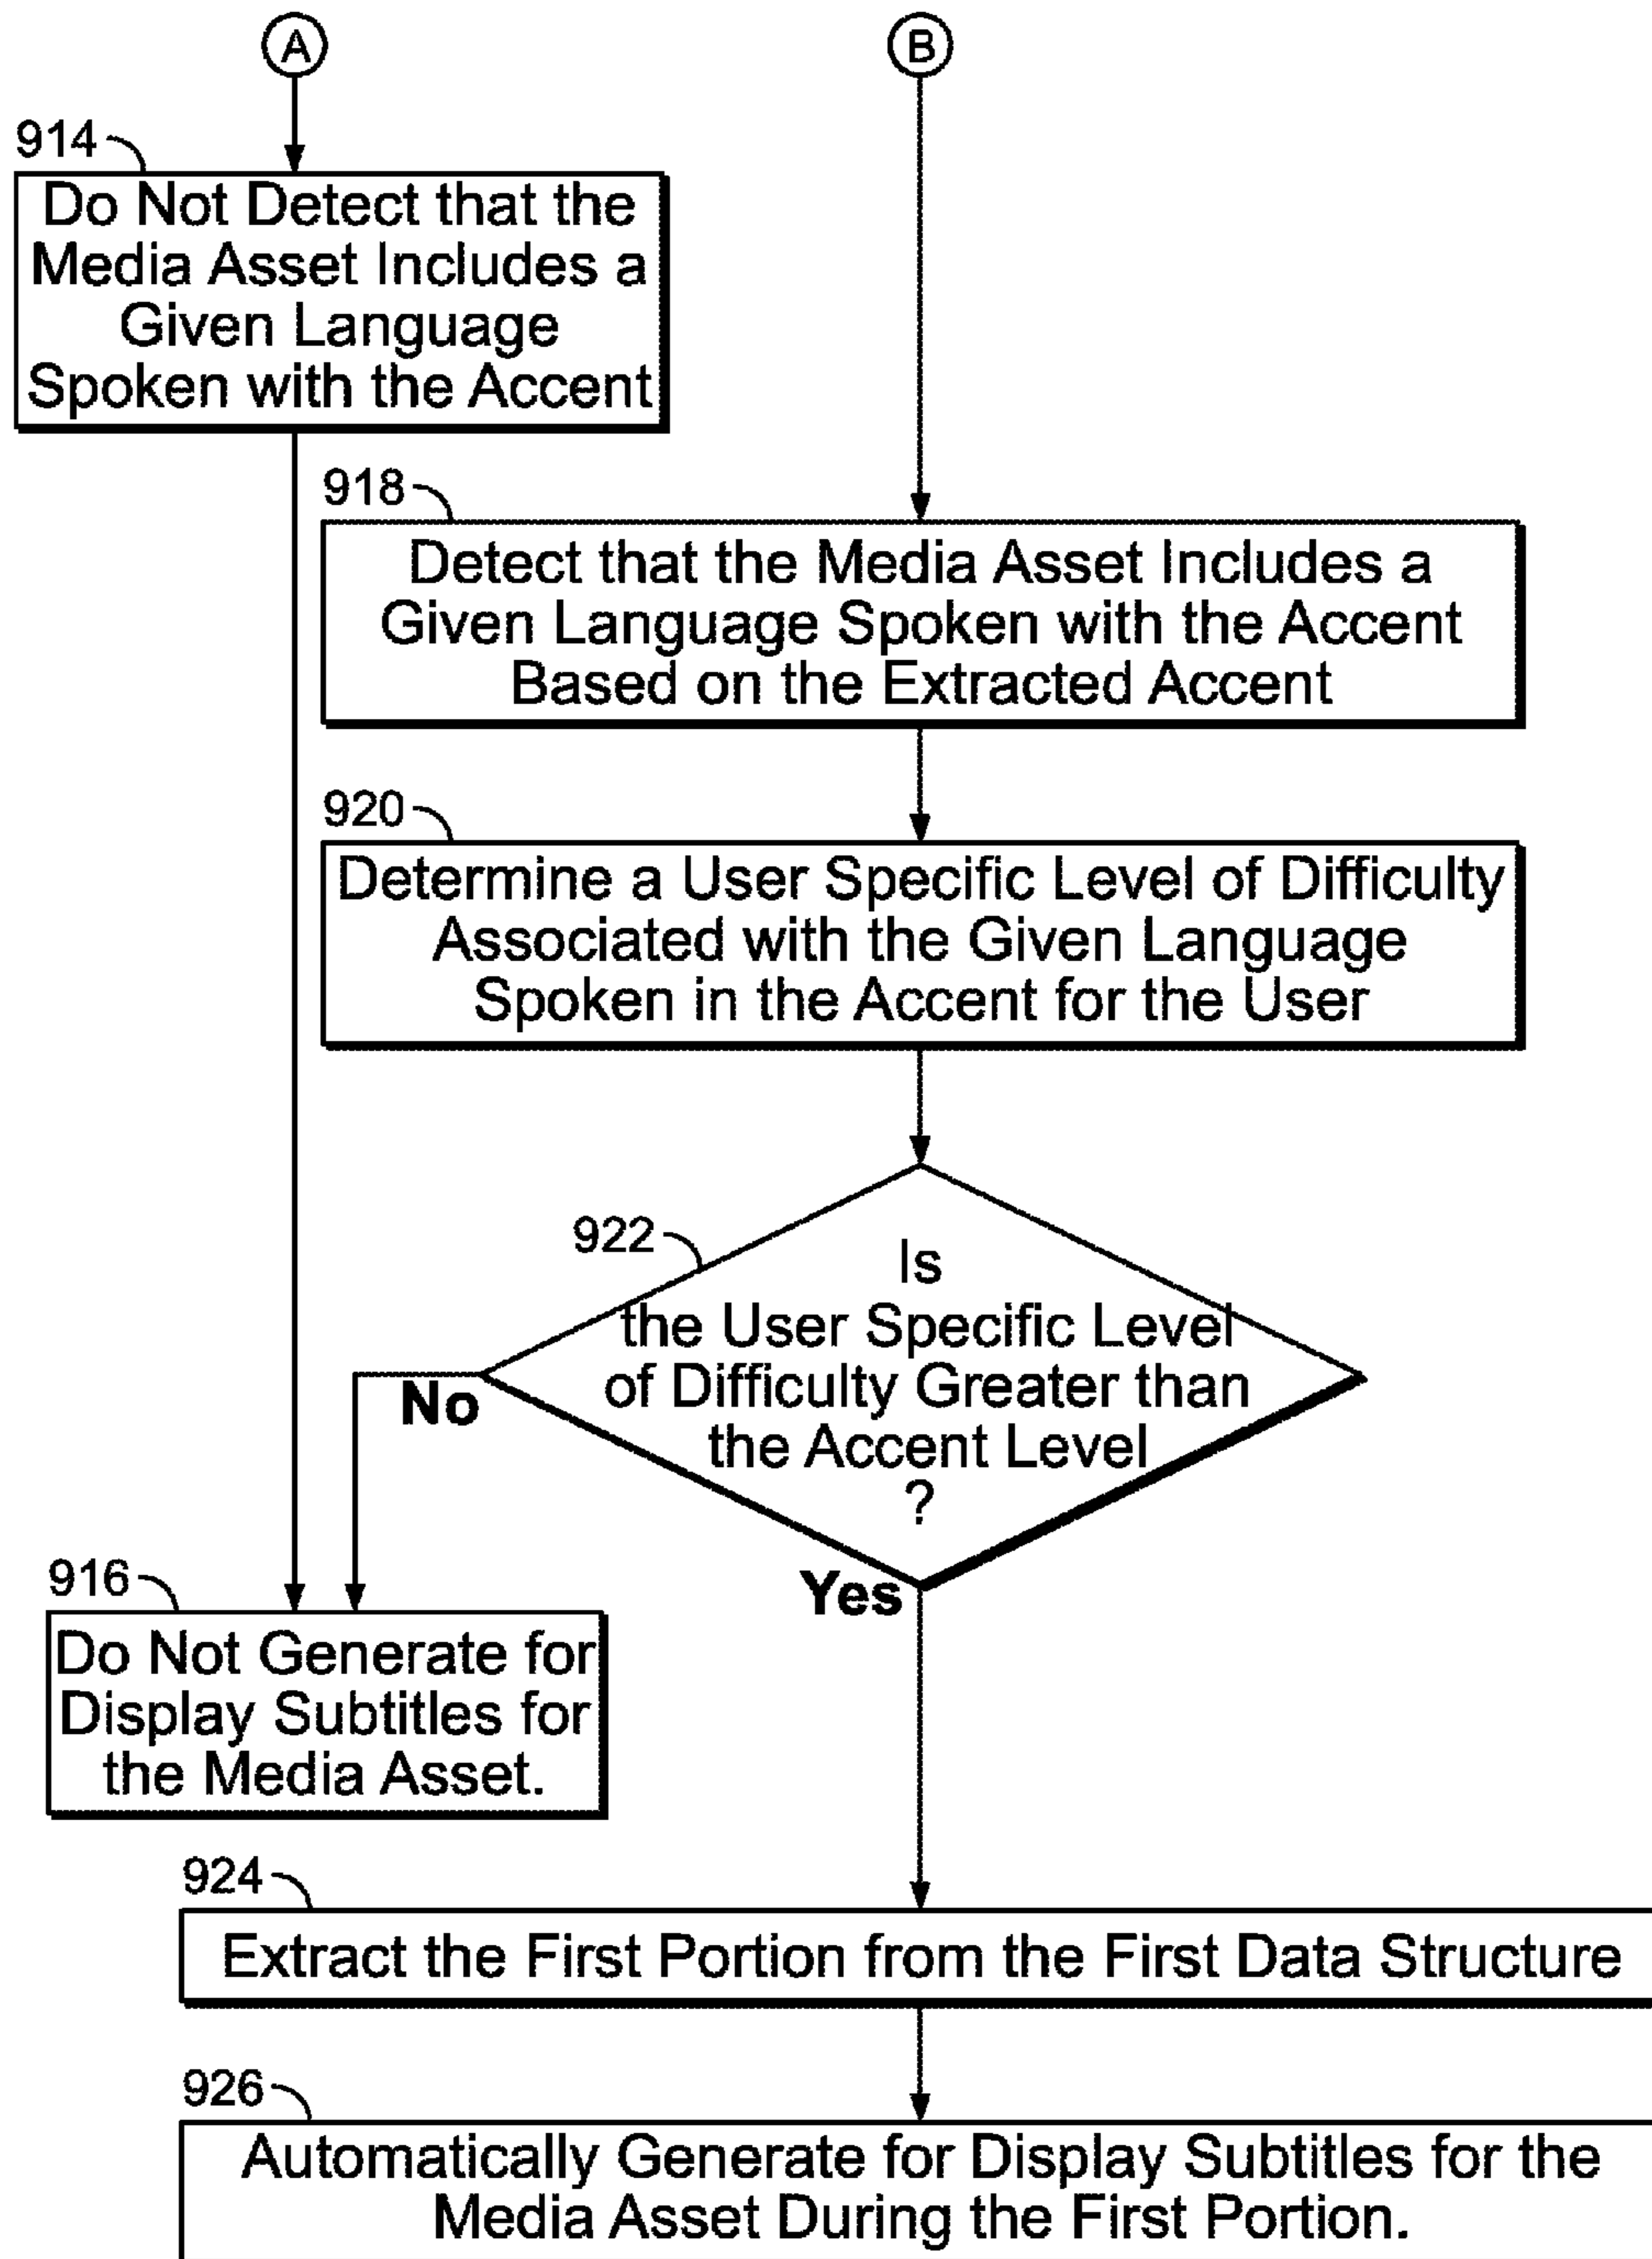 A
B
914
Do Not Detect that the
Media Asset Includes a
Given Language
Spoken with the Accent
918
Detect that the Media Asset Includes a
Given Language Spoken with the Accent
Based on the Extracted Accent
920
Determine a User Specific Level of Difficulty
Associated with the Given Language
Spoken in the Accent for the User
922
Is
the User Specific Level
of Difficulty Greater than
the Accent Level
?
No
Yes
916
Do Not Generate for
Display Subtitles for
the Media Asset.
924
Extract the First Portion from the First Data Structure
926
Automatically Generate for Display Subtitles for the
Media Asset During the First Portion.